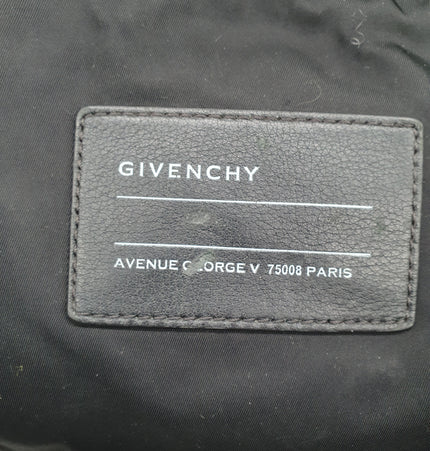 GIVENCHY
AVENUE GEORGE V 75008 PARIS